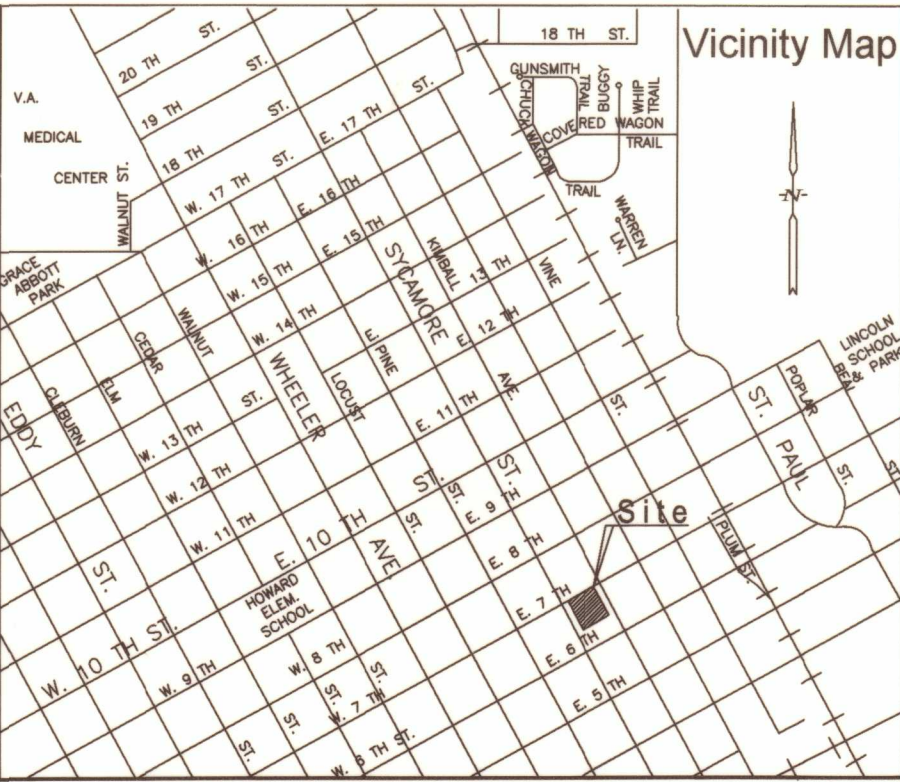 Vicinity Map
18 TH ST.
20 TH ST.
19 TH ST.
18 TH ST.
V.A.
MEDICAL
CENTER
WALNUT ST.
GUNSMITH
TRAIL
CHUCK WAGON
COVE
BUGGY
WHIP
TRAIL
RED WAGON
TRAIL
TRAIL
WARREN
LN.
-N-
W. 17 TH ST.
E. 17 TH ST.
W. 16 TH
E. 16 TH
W. 15 TH
E. 15 TH
W. 14 TH
GRACE
ABBOTT
PARK
EDDY
ST.
CLEBURN
ELM
CEDAR
WALNUT
WHEELER
AVE.
LOCUST
PINE
SYCAMORE
ST.
KIMBALL
AVE.
13 TH
VINE
ST.
E. 12 TH
E. 11 TH
W. 13 TH ST.
W. 12 TH
W. 11 TH
E. 10 TH ST.
W. 10 TH ST.
ST.
ST.
E. 9 TH
E. 8 TH
E. 7 TH
E. 6 TH
E. 5 TH
HOWARD
ELEM.
SCHOOL
W. 9 TH
W. 8 TH
W. 7 TH
W. 6 TH ST.
ST.
ST.
ST.
ST.
Site
PLUM ST.
ST.
PAUL
POPLAR
ST.
LINCOLN
SCHOOL
& PARK
ST.